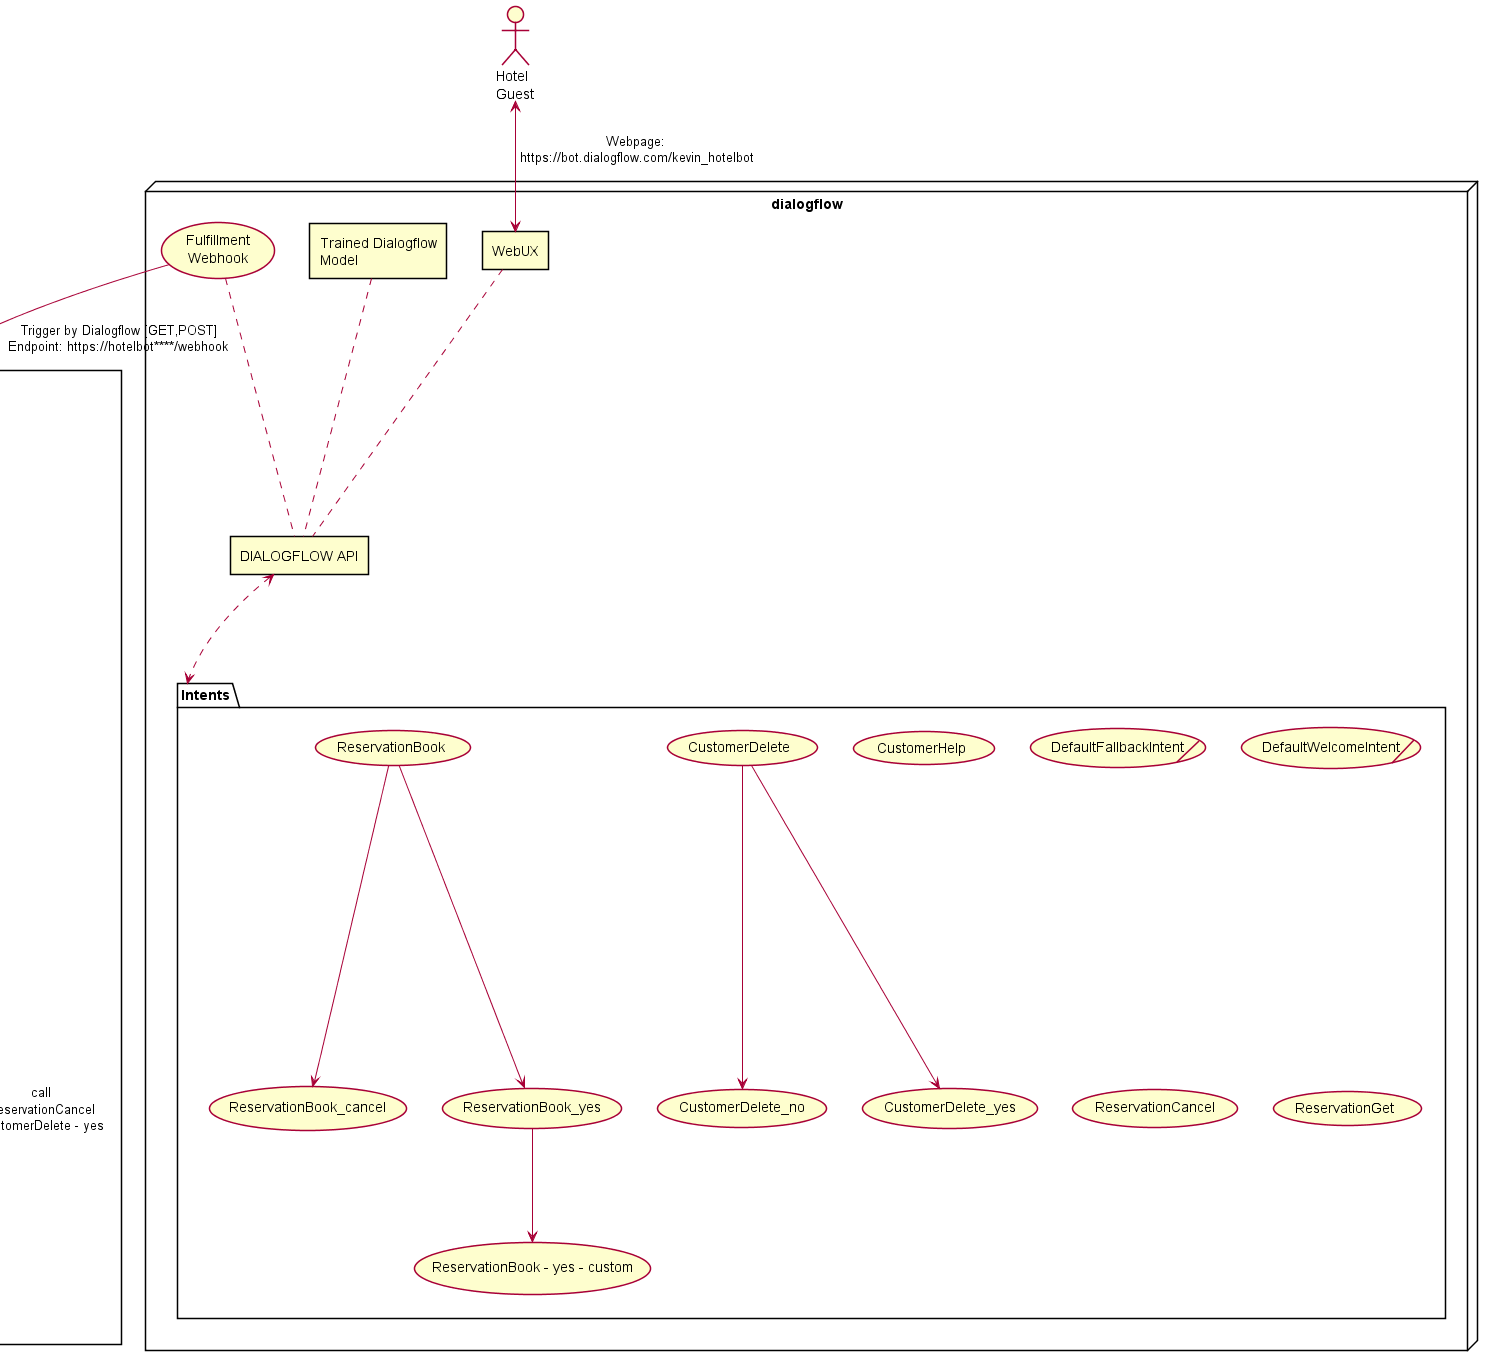 Hotel
Guest
Webpage:
https://bot.dialogflow.com/kevin_hotelbot
dialogflow
Fulfillment
Webhook
Trained Dialogflow
Model
WebUX
Trigger by Dialogflow [GET,POST]
Endpoint: https://hotelbot****/webhook
DIALOGFLOW API
Intents
ReservationBook
CustomerDelete
CustomerHelp
DefaultFallbackIntent
DefaultWelcomeIntent
call
eservationCancel
tomerDelete - yes
ReservationBook_cancel
ReservationBook_yes
CustomerDelete_no
CustomerDelete_yes
ReservationCancel
ReservationGet
ReservationBook - yes - custom